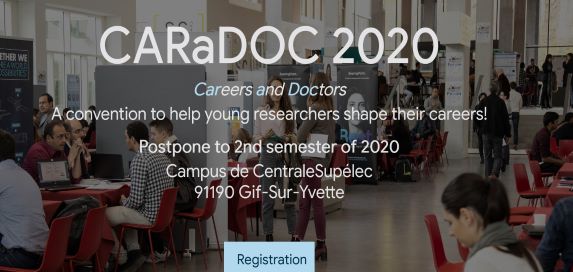 CARaDOC 2020
Careers and Doctors
A convention to help young researchers shape their careers!
Postpone to 2nd semester of 2020
Campus de CentraleSupélec
91190 Gif-Sur-Yvette
Registration